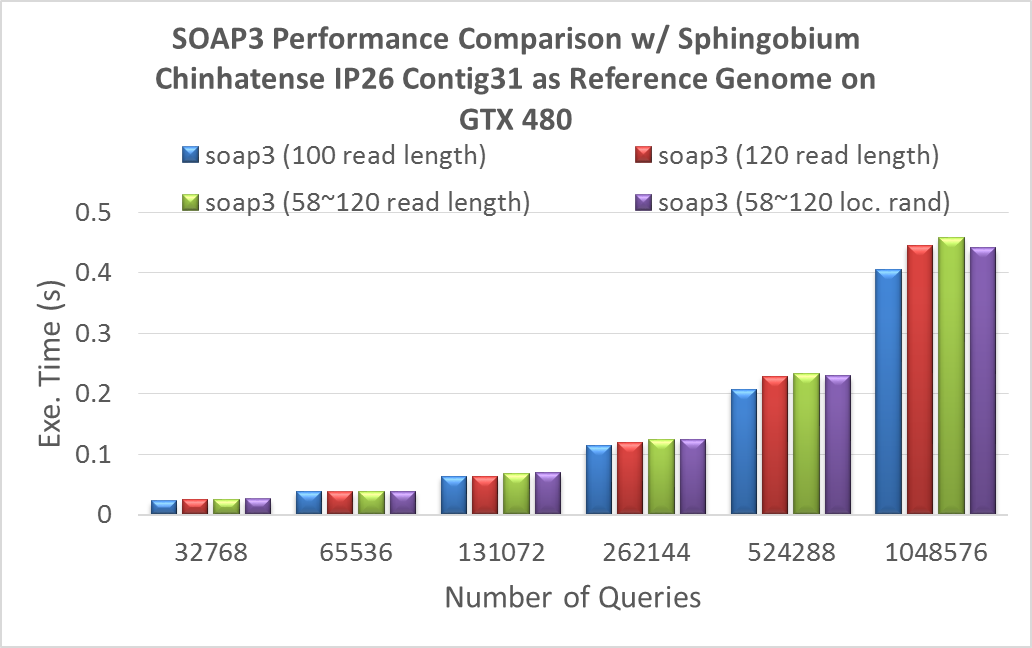 SOAP3 Performance Comparison w/ Sphingobium
Chinhatense IP26 Contig31 as Reference Genome on
GTX 480
soap3 (100 read length)
soap3 (120 read length)
soap3 (58~120 read length)
soap3 (58~120 loc. rand)
0.5
0.4
0.3
0.2
0.1
0
Exe. Time (s)
32768 65536 131072 262144 524288 1048576
Number of Queries